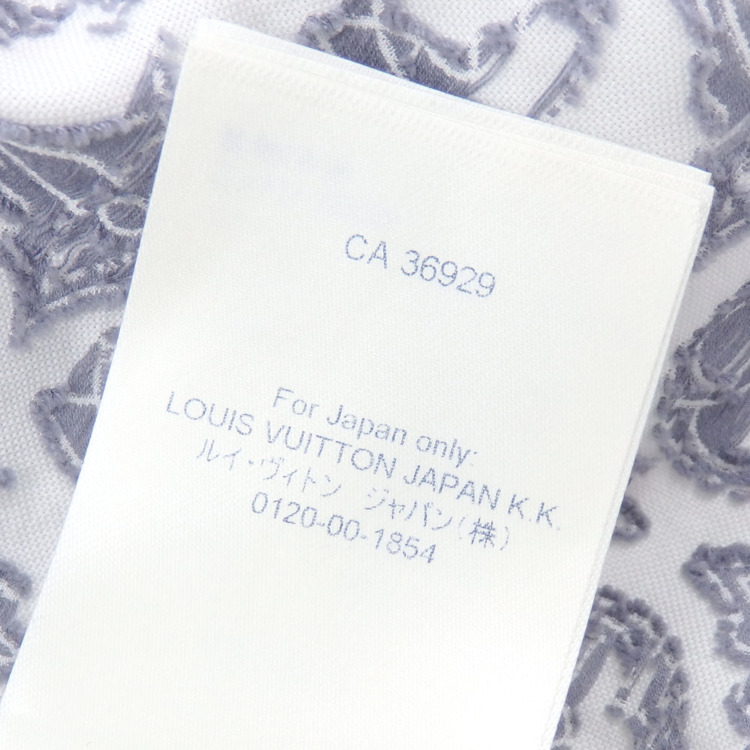 CA 36929
For Japan only:
LOUIS VUITTON JAPAN K.K.
ルイ・ヴィトン ジャパン(株)
0120-00-1854